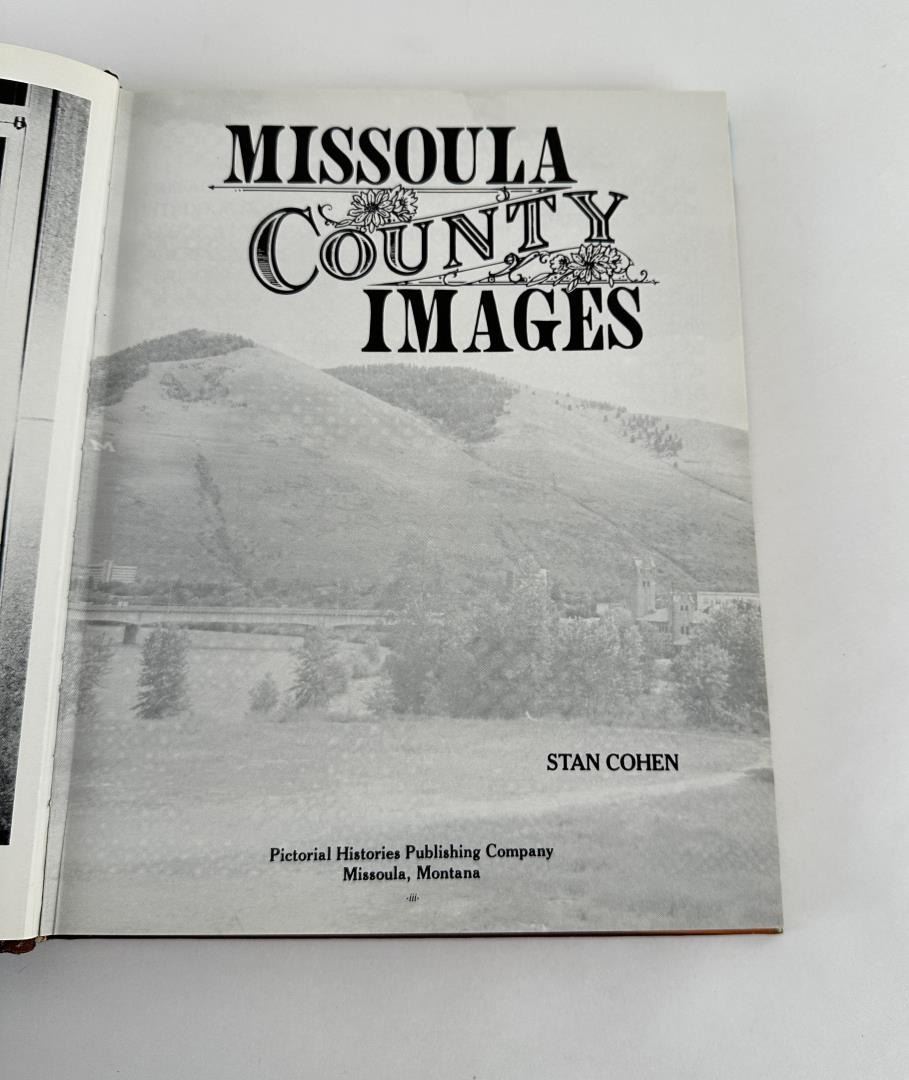 MISSOULA
COUNTY
IMAGES
M
STAN COHEN
Pictorial Histories Publishing Company
Missoula, Montana
-iii-